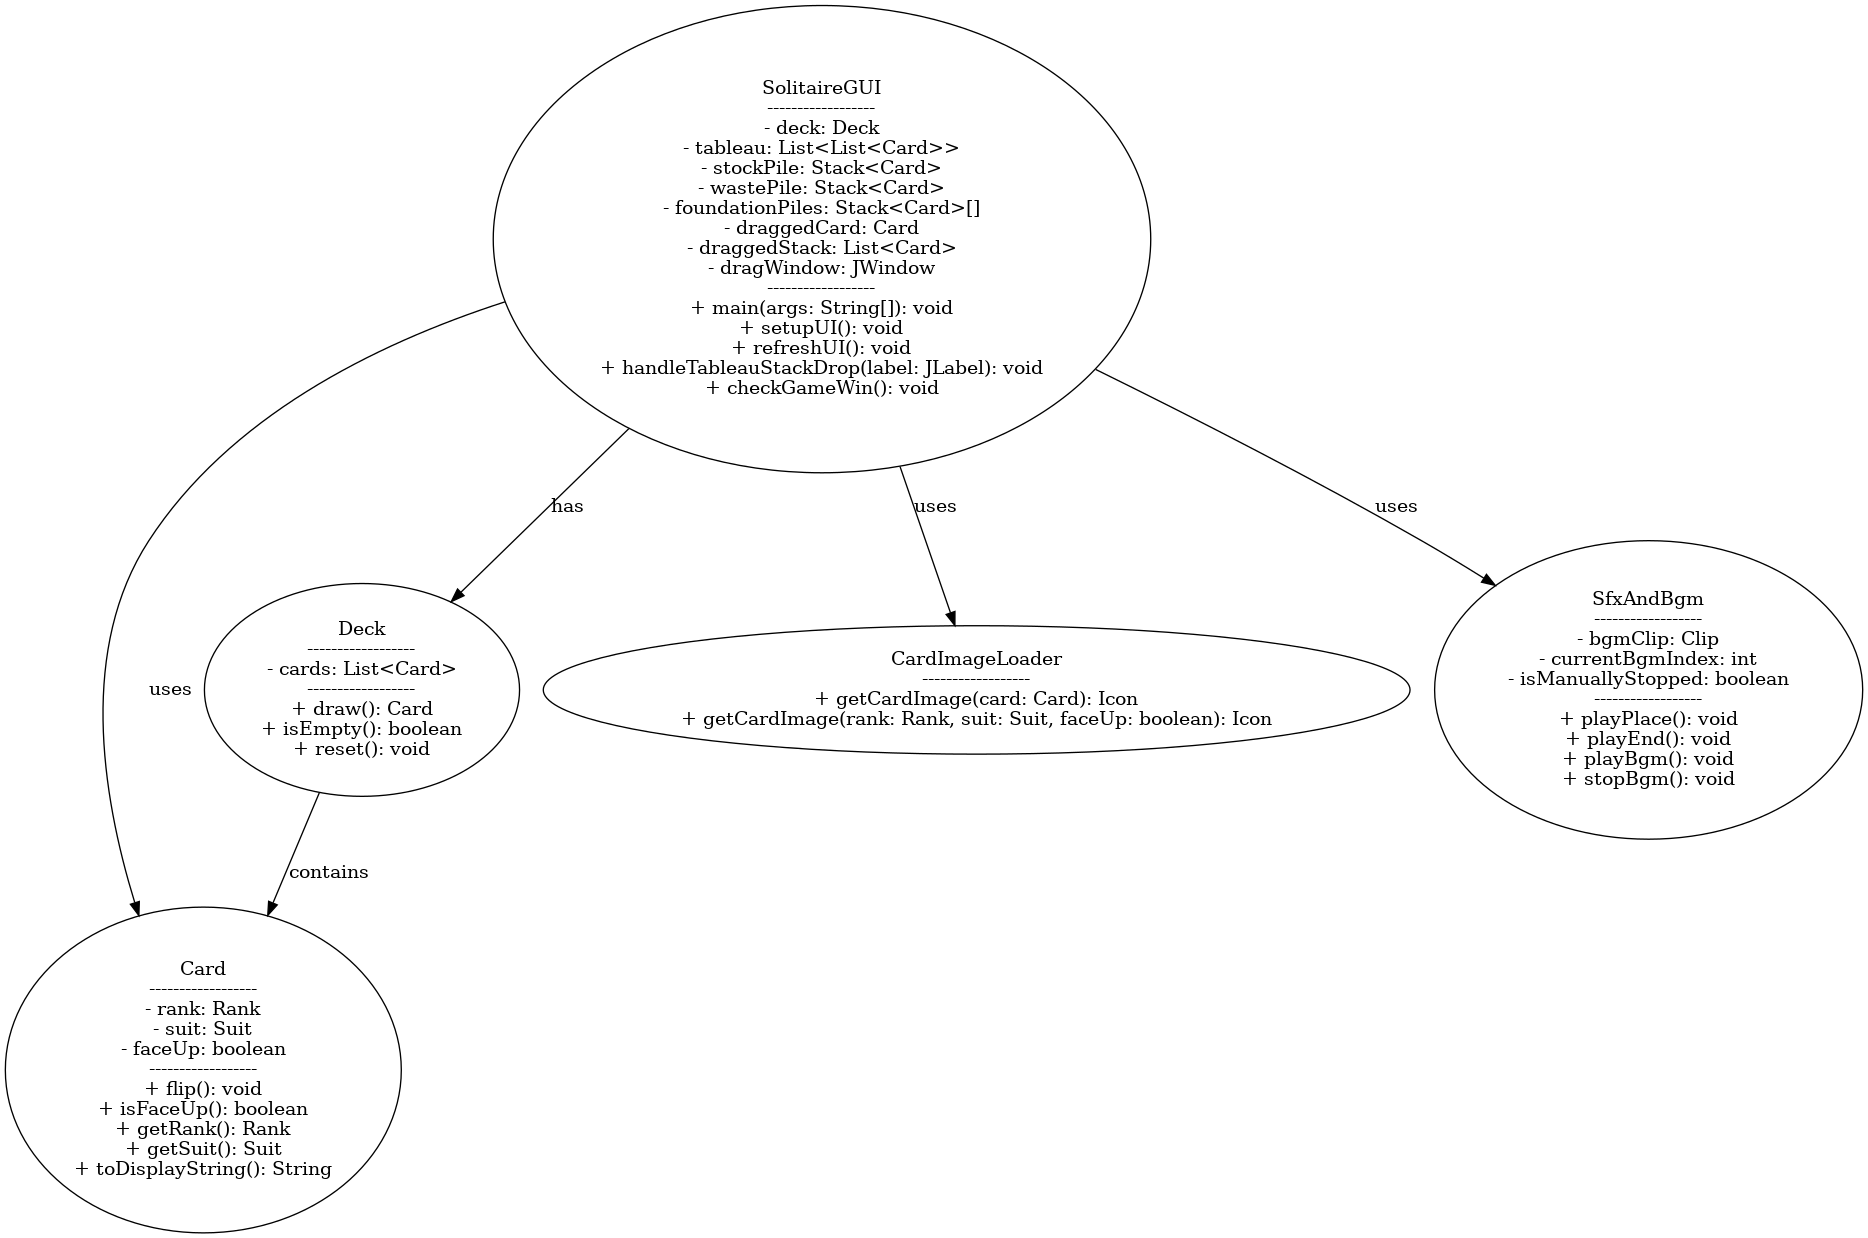 SolitaireGUI
------------------
- deck: Deck
- tableau: List<List<Card>>
- stockPile: Stack<Card>
- wastePile: Stack<Card>
- foundationPiles: Stack<Card>[]
- draggedCard: Card
- draggedStack: List<Card>
- dragWindow: JWindow
------------------
+ main(args: String[]): void
+ setupUI(): void
+ refreshUI(): void
+ handleTableauStackDrop(label: JLabel): void
+ checkGameWin(): void
has
uses
uses
uses
Deck
------------------
- cards: List<Card>
------------------
+ draw(): Card
+ isEmpty(): boolean
+ reset(): void
CardImageLoader
------------------
+ getCardImage(card: Card): Icon
+ getCardImage(rank: Rank, suit: Suit, faceUp: boolean): Icon
SfxAndBgm
------------------
- bgmClip: Clip
- currentBgmIndex: int
- isManuallyStopped: boolean
------------------
+ playPlace(): void
+ playEnd(): void
+ playBgm(): void
+ stopBgm(): void
contains
Card
------------------
- rank: Rank
- suit: Suit
- faceUp: boolean
------------------
+ flip(): void
+ isFaceUp(): boolean
+ getRank(): Rank
+ getSuit(): Suit
+ toDisplayString(): String